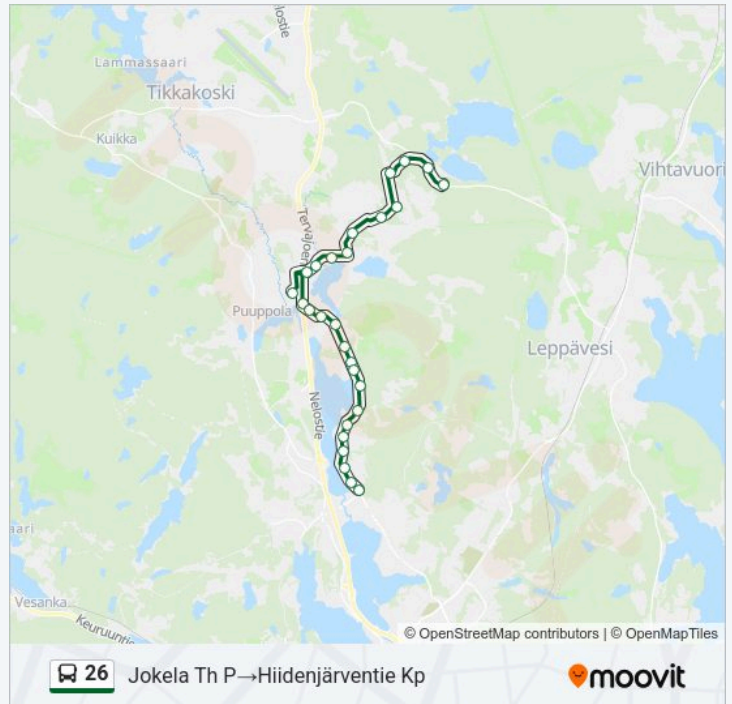 lostie
Lammassaari
Tikkakoski
Kuikka
Vihtavuori
Tervajoen
Puuppola
Leppävesi
Nelostie
aari
Vesanka
Keuruuntie
© OpenStreetMap contributors | © OpenMapTiles
26 Jokela Th P→Hiidenjärventie Kp
moovit